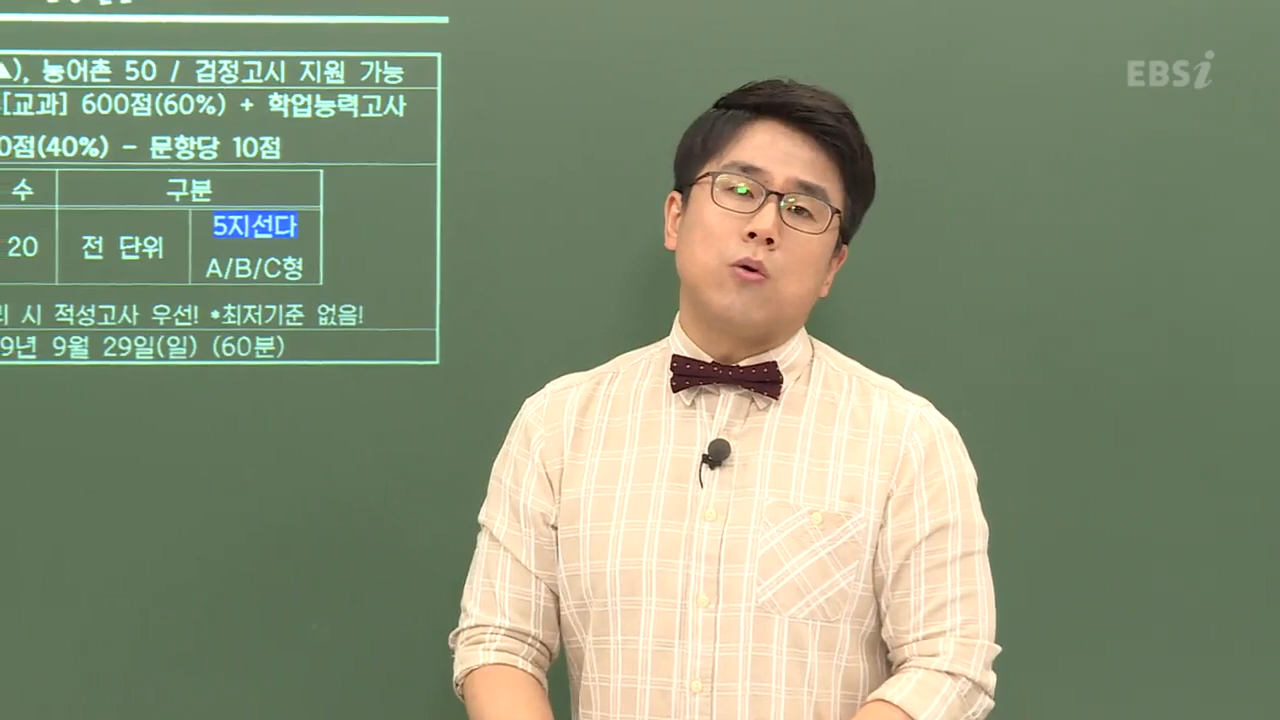 EBSi
▲), 농어촌 50 / 검정고시 지원 가능
[교과] 600점(60%) + 학업능력고사
0점(40%) - 문항당 10점
수 구분
20 전 단위 5지선다
A/B/C형
시 적성고사 우선! *최저기준 없음!
9년 9월 29일(일) (60분)